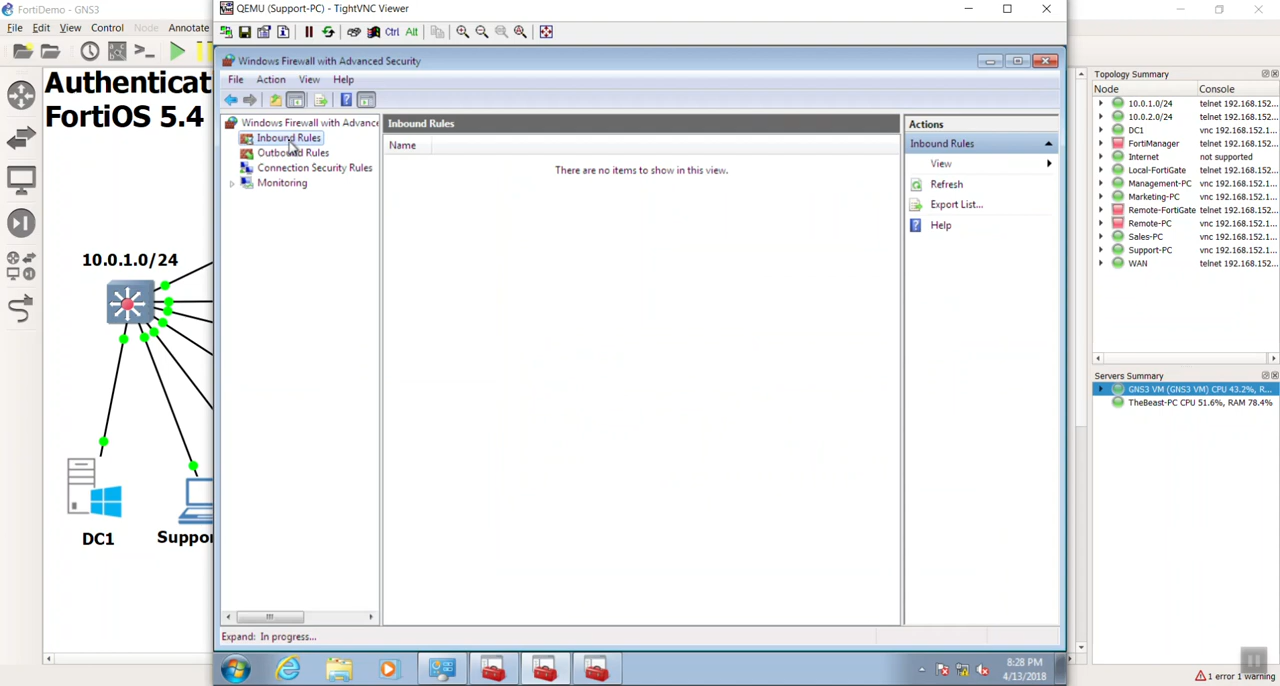 FortiDemo - GNS3
File Edit View Control Node Annotate
Authenticat
FortiOS 5.4
10.0.1.0/24
DC1
Suppo
QEMU (Support-PC) - TightVNC Viewer
Ctrl Alt
Windows Firewall with Advanced Security
File Action View Help
Windows Firewall with Advance
Inbound Rules
Outbound Rules
Connection Security Rules
Monitoring
Inbound Rules
Name
There are no items to show in this view.
Actions
Inbound Rules
View
Refresh
Export List...
Help
Expand: In progress...
8:28 PM
4/13/2018
Topology Summary
Node Console
10.0.1.0/24 telnet 192.168.152...
10.0.2.0/24 telnet 192.168.152...
DC1 vnc 192.168.152.1...
FortiManager telnet 192.168.152...
Internet not supported
Local-FortiGate telnet 192.168.152...
Management-PC vnc 192.168.152.1...
Marketing-PC vnc 192.168.152.1...
Remote-FortiGate telnet 192.168.152...
Remote-PC vnc 192.168.152.1...
Sales-PC vnc 192.168.152.1...
Support-PC vnc 192.168.152.1...
WAN telnet 192.168.152...
Servers Summary
GNS3 VM (GNS3 VM) CPU 43.2%, R...
TheBeast-PC CPU 51.6%, RAM 78.4%
1 error 1 warning